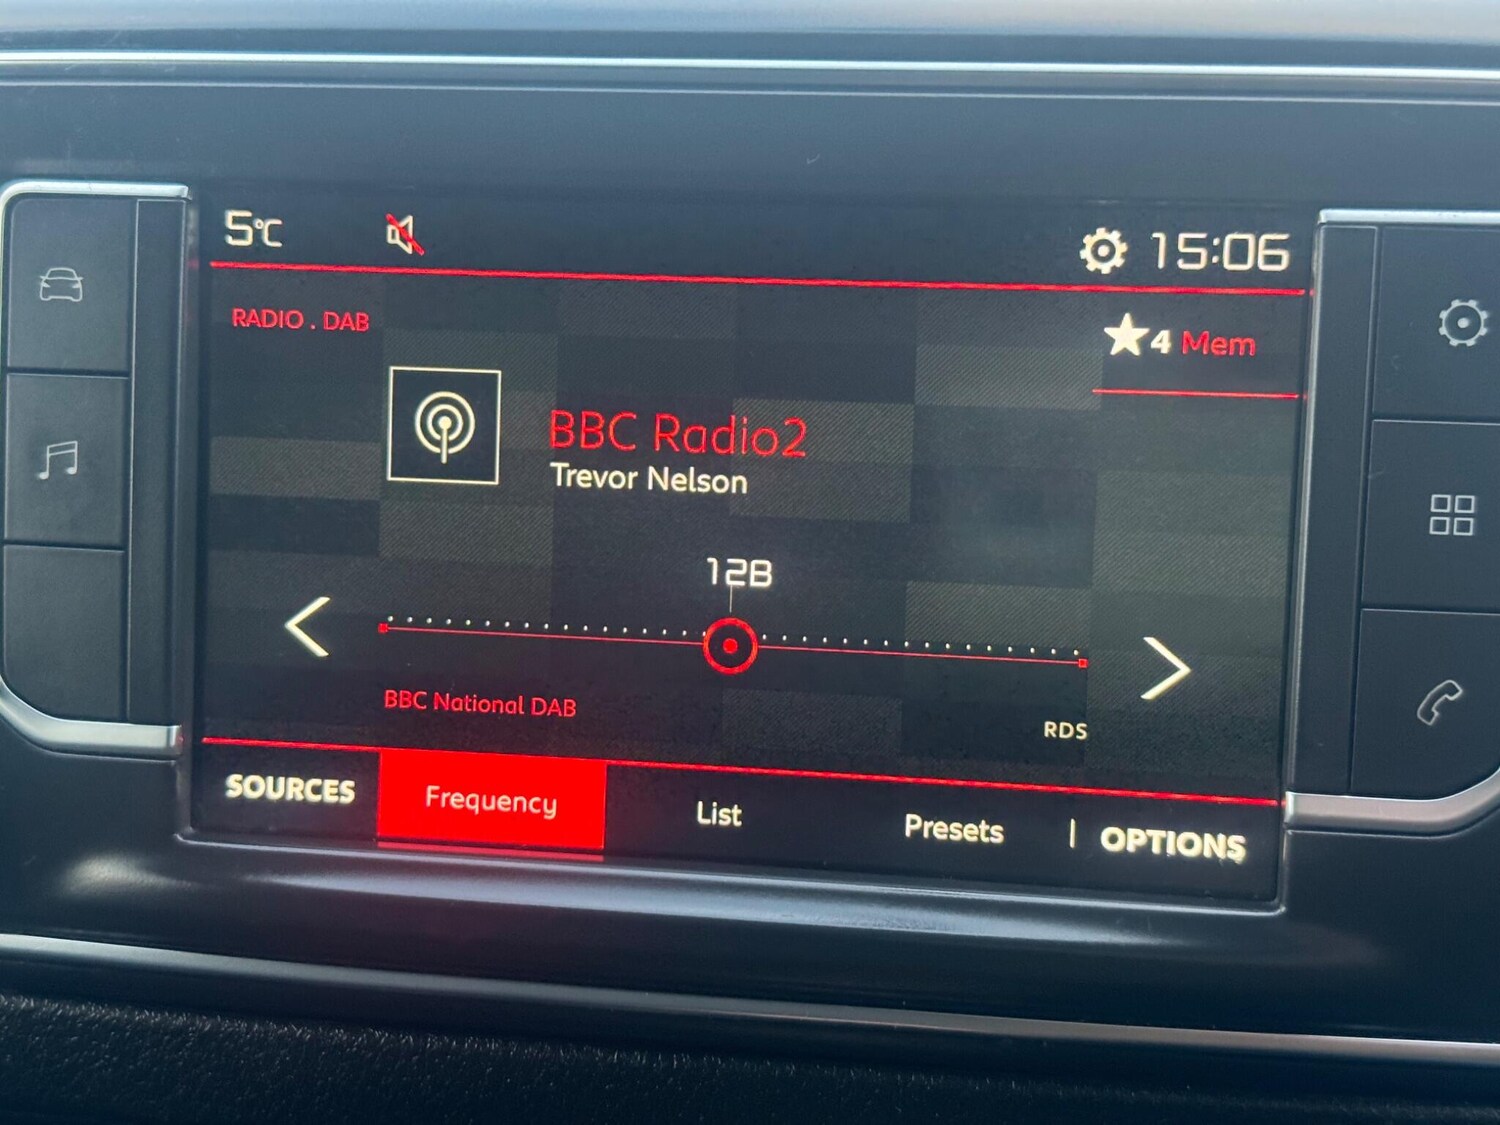 5°C
15:06
RADIO . DAB
4 Mem
BBC Radio2
Trevor Nelson
12B
BBC National DAB
RDS
SOURCES Frequency List Presets | OPTIONS